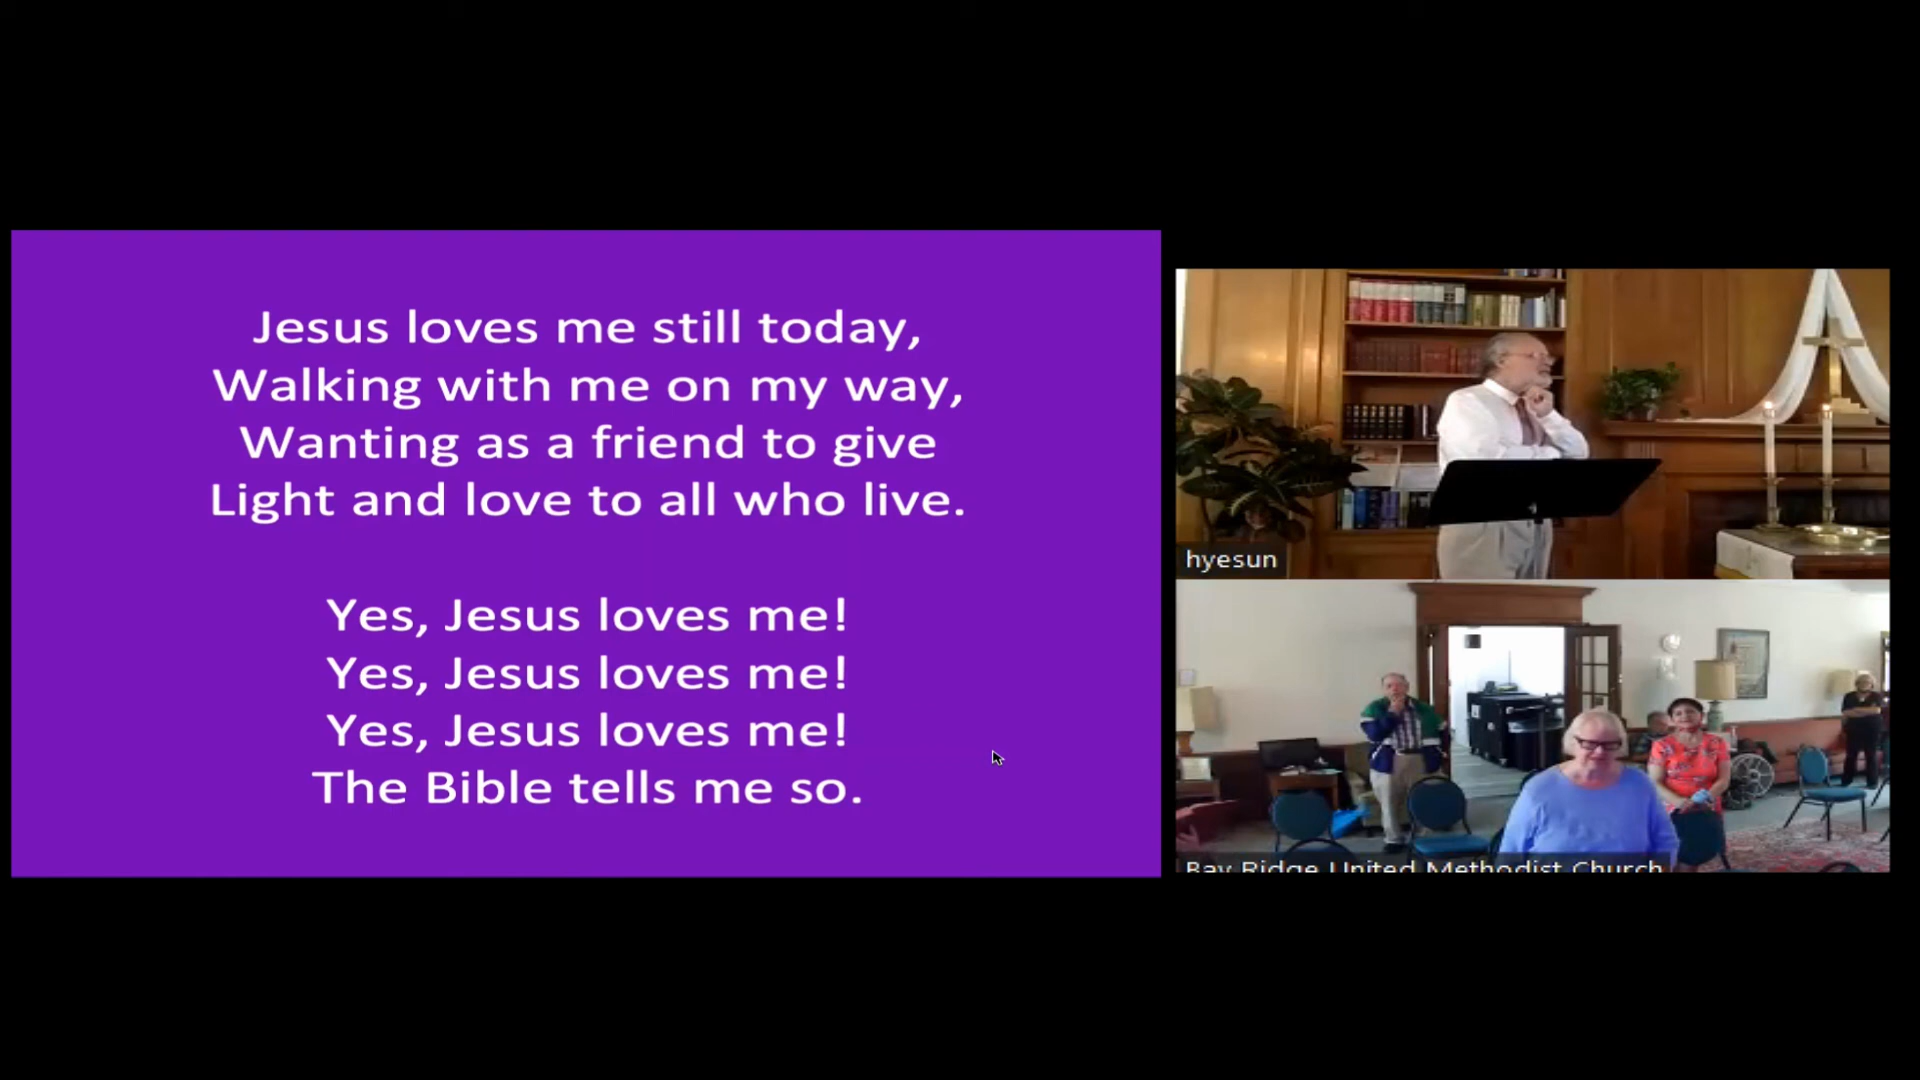 Jesus loves me still today,
Walking with me on my way,
Wanting as a friend to give
Light and love to all who live.
Yes, Jesus loves me!
Yes, Jesus loves me!
Yes, Jesus loves me!
The Bible tells me so.
hyesun
Bay Ridge United Methodist Church